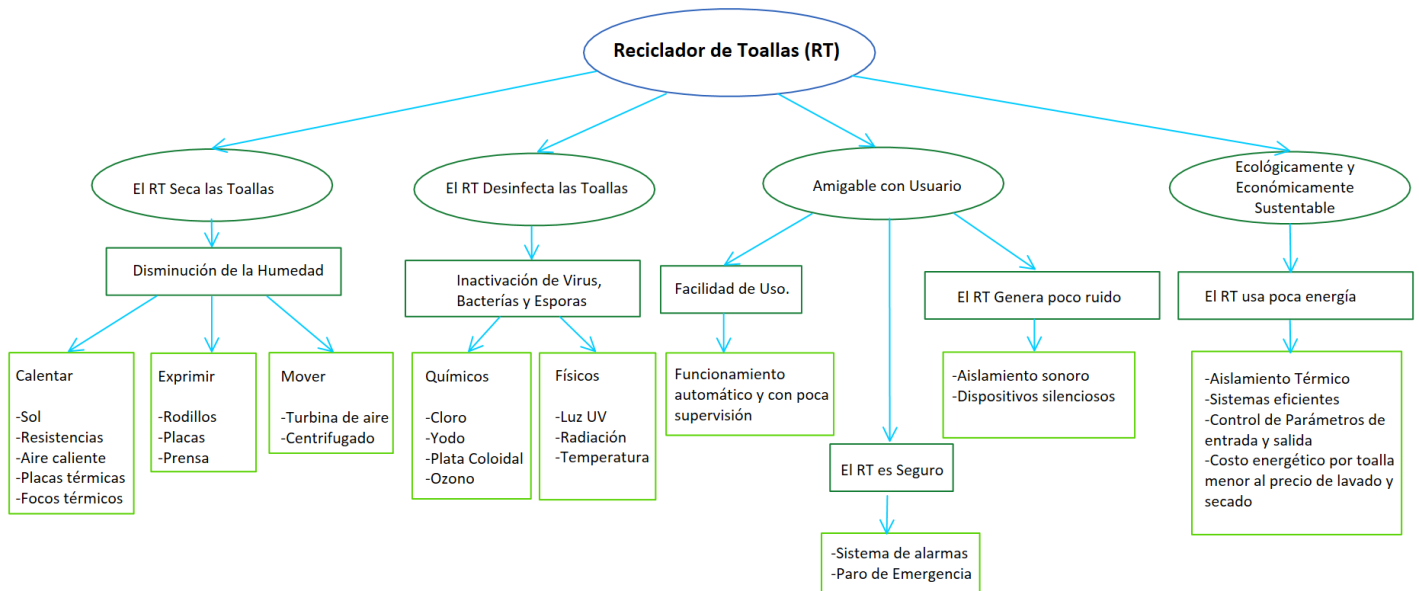 Reciclador de Toallas (RT)
El RT Seca las Toallas
El RT Desinfecta las Toallas
Amigable con Usuario
Ecológicamente y
Económicamente
Sustentable
Disminución de la Humedad
Inactivación de Virus,
Bacterías y Esporas
Facilidad de Uso.
El RT Genera poco ruido
El RT usa poca energía
Calentar
-Sol
-Resistencias
-Aire caliente
-Placas térmicas
-Focos térmicos
Exprimir
-Rodillos
-Placas
-Prensa
Mover
-Turbina de aire
-Centrifugado
Químicos
-Cloro
-Yodo
-Plata Coloidal
-Ozono
Físicos
-Luz UV
-Radiación
-Temperatura
Funcionamiento
automático y con poca
supervisión
El RT es Seguro
-Sistema de alarmas
-Paro de Emergencia
-Aislamiento sonoro
-Dispositivos silenciosos
-Aislamiento Térmico
-Sistemas eficientes
-Control de Parámetros de
entrada y salida
-Costo energético por toalla
menor al precio de lavado y
secado